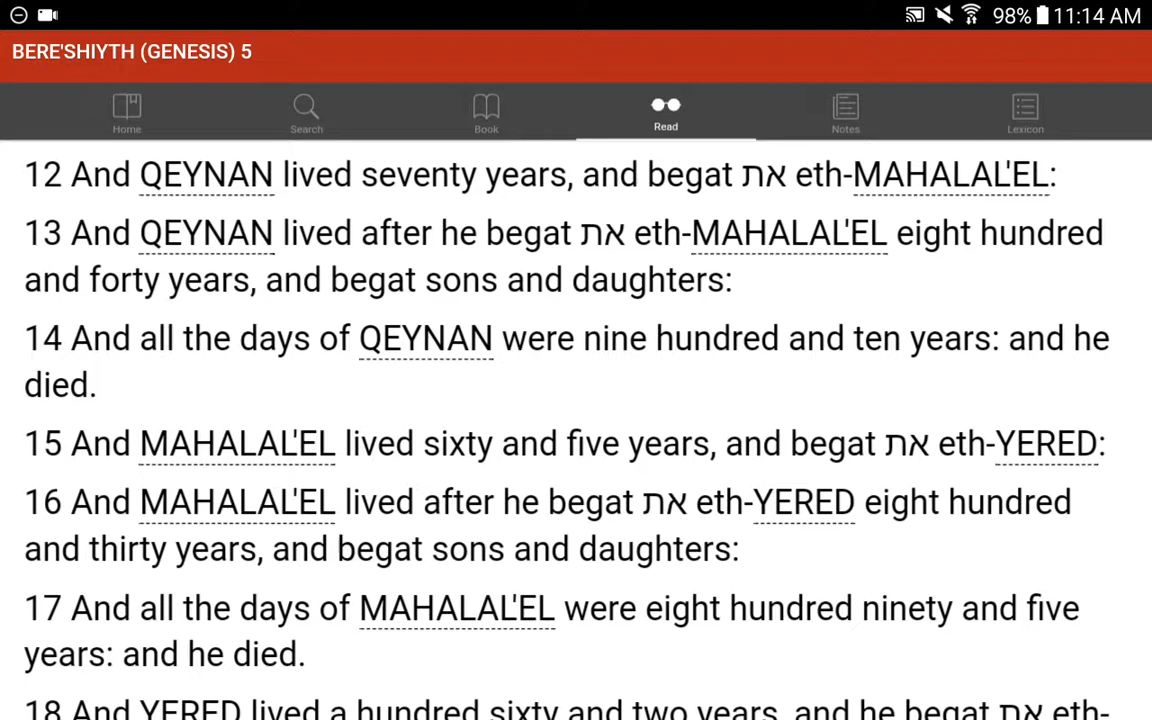 98% 11:14 AM
BERE'SHIYTH (GENESIS) 5
Home Search Book Read Notes Lexicon
12 And QEYNAN lived seventy years, and begat את eth-MAHALAL'EL:
13 And QEYNAN lived after he begat את eth-MAHALAL'EL eight hundred
and forty years, and begat sons and daughters:
14 And all the days of QEYNAN were nine hundred and ten years: and he
died.
15 And MAHALAL'EL lived sixty and five years, and begat את eth-YERED:
16 And MAHALAL'EL lived after he begat את eth-YERED eight hundred
and thirty years, and begat sons and daughters:
17 And all the days of MAHALAL'EL were eight hundred ninety and five
years: and he died.
18 And YERED lived a hundred sixty and two years, and he begat את eth-